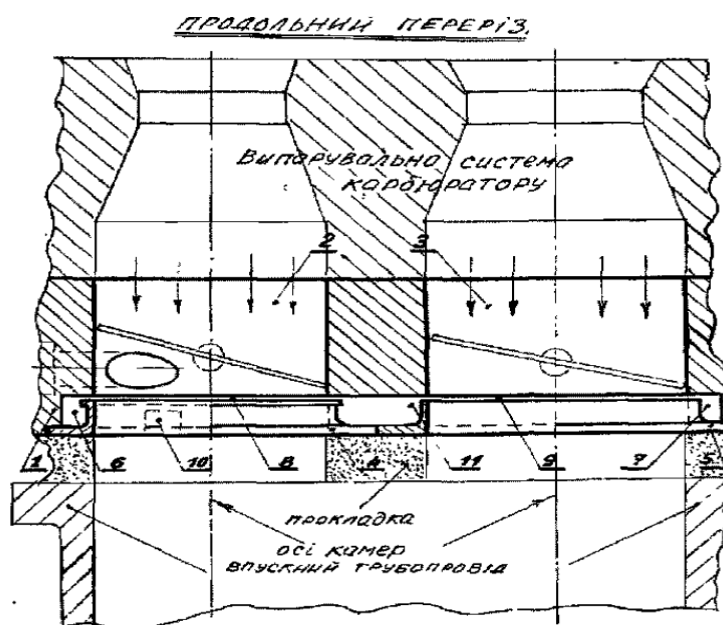 ПРОДОЛЬНИЙ ПЕРЕРІЗ.
Випарувальна система
карбюратору
2 3
1 6 10 8 4 11 9 7 5
прокладка
осі камер
впускний трубопровід